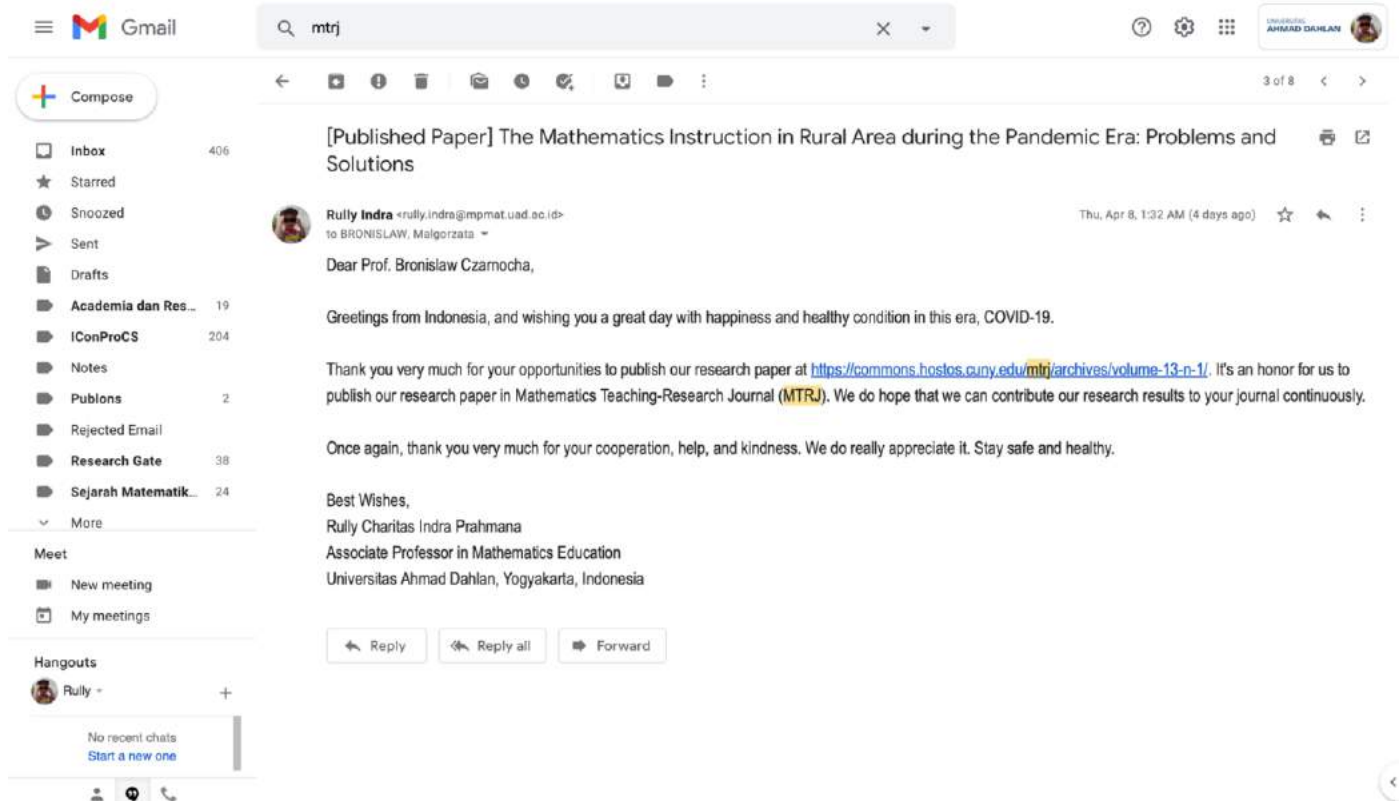 Gmail
mtrj
UNIVERSITAS
AHMAD DAHLAN
Compose
3 of 8
Inbox 406
Starred
Snoozed
Sent
Drafts
Academia dan Res... 19
IConProCS 204
Notes
Publons 2
Rejected Email
Research Gate 38
Sejarah Matematik... 24
More
Meet
New meeting
My meetings
Hangouts
Rully
No recent chats
Start a new one
[Published Paper] The Mathematics Instruction in Rural Area during the Pandemic Era: Problems and
Solutions
Rully Indra <rully.indra@mpmat.uad.ac.id>
Thu, Apr 8, 1:32 AM (4 days ago)
to BRONISLAW, Malgorzata
Dear Prof. Bronislaw Czarnocha,
Greetings from Indonesia, and wishing you a great day with happiness and healthy condition in this era, COVID-19.
Thank you very much for your opportunities to publish our research paper at https://commons.hostos.cuny.edu/mtrj/archives/volume-13-n-1/. It's an honor for us to
publish our research paper in Mathematics Teaching-Research Journal (MTRJ). We do hope that we can contribute our research results to your journal continuously.
Once again, thank you very much for your cooperation, help, and kindness. We do really appreciate it. Stay safe and healthy.
Best Wishes,
Rully Charitas Indra Prahmana
Associate Professor in Mathematics Education
Universitas Ahmad Dahlan, Yogyakarta, Indonesia
Reply
Reply all
Forward